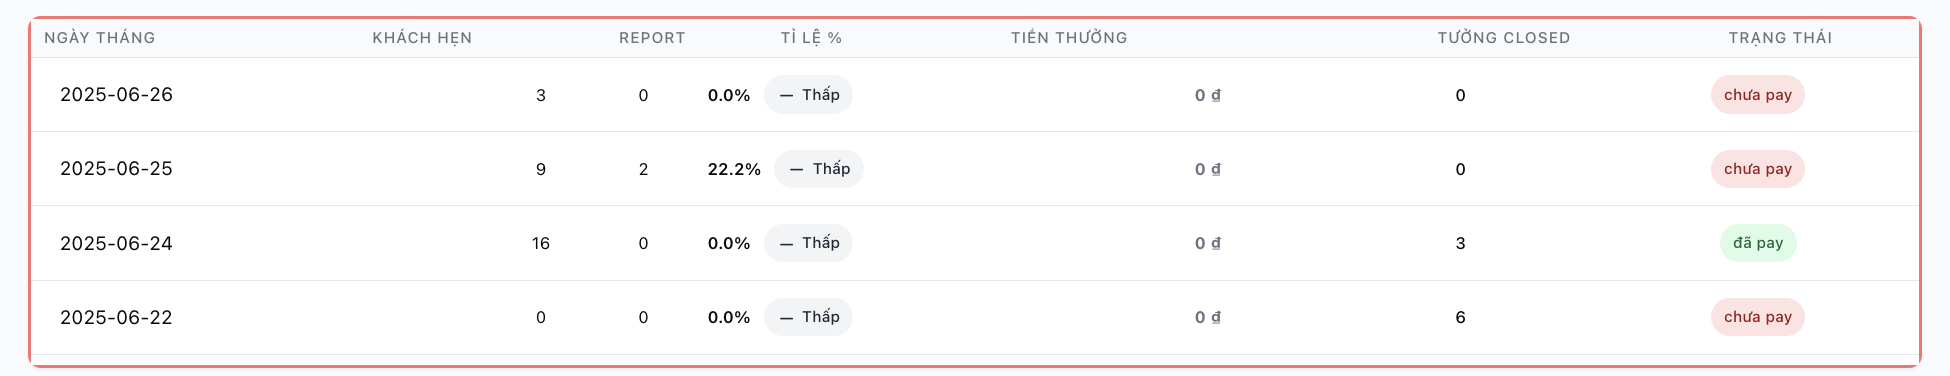 NGÀY THÁNG KHÁCH HẸN REPORT TỈ LỆ % TIỀN THƯỞNG TƯỜNG CLOSED TRẠNG THÁI
2025-06-26 3 0 0.0% — Thấp 0 ₫ 0 chưa pay
2025-06-25 9 2 22.2% — Thấp 0 ₫ 0 chưa pay
2025-06-24 16 0 0.0% — Thấp 0 ₫ 3 đã pay
2025-06-22 0 0 0.0% — Thấp 0 ₫ 6 chưa pay